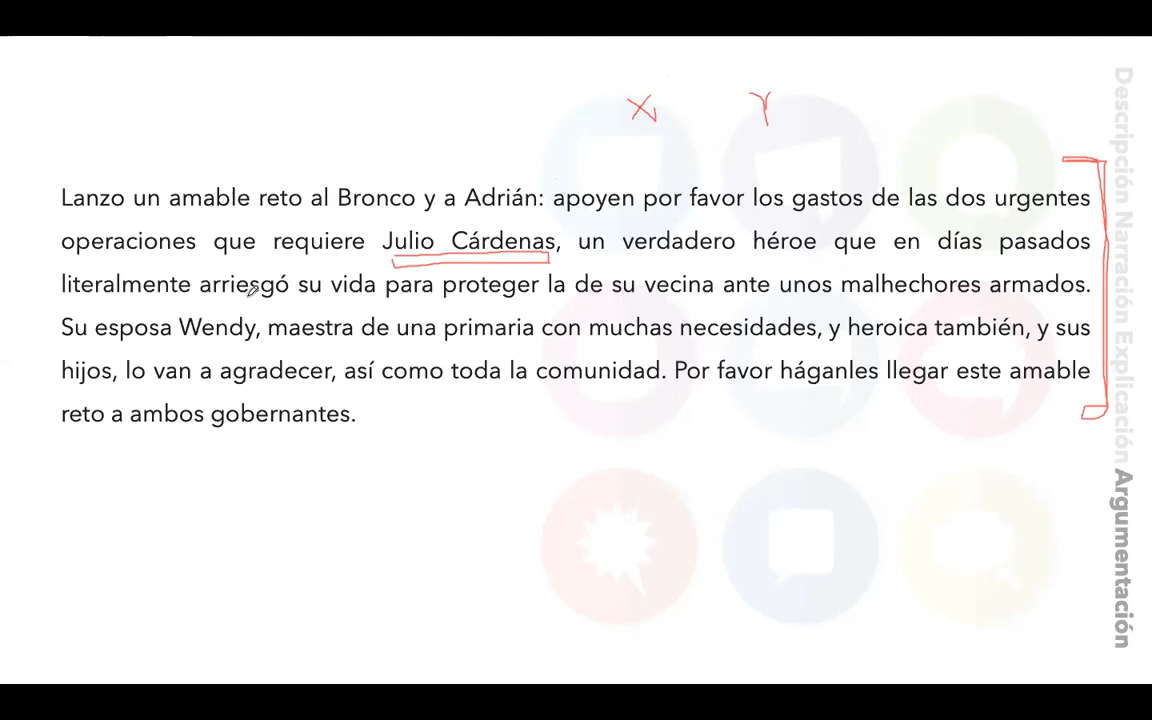 X Y
Lanzo un amable reto al Bronco y a Adrián: apoyen por favor los gastos de las dos urgentes
operaciones que requiere Julio Cárdenas, un verdadero héroe que en días pasados
literalmente arriesgó su vida para proteger la de su vecina ante unos malhechores armados.
Su esposa Wendy, maestra de una primaria con muchas necesidades, y heroica también, y sus
hijos, lo van a agradecer, así como toda la comunidad. Por favor háganles llegar este amable
reto a ambos gobernantes.
Descripción Narración Explicación Argumentación